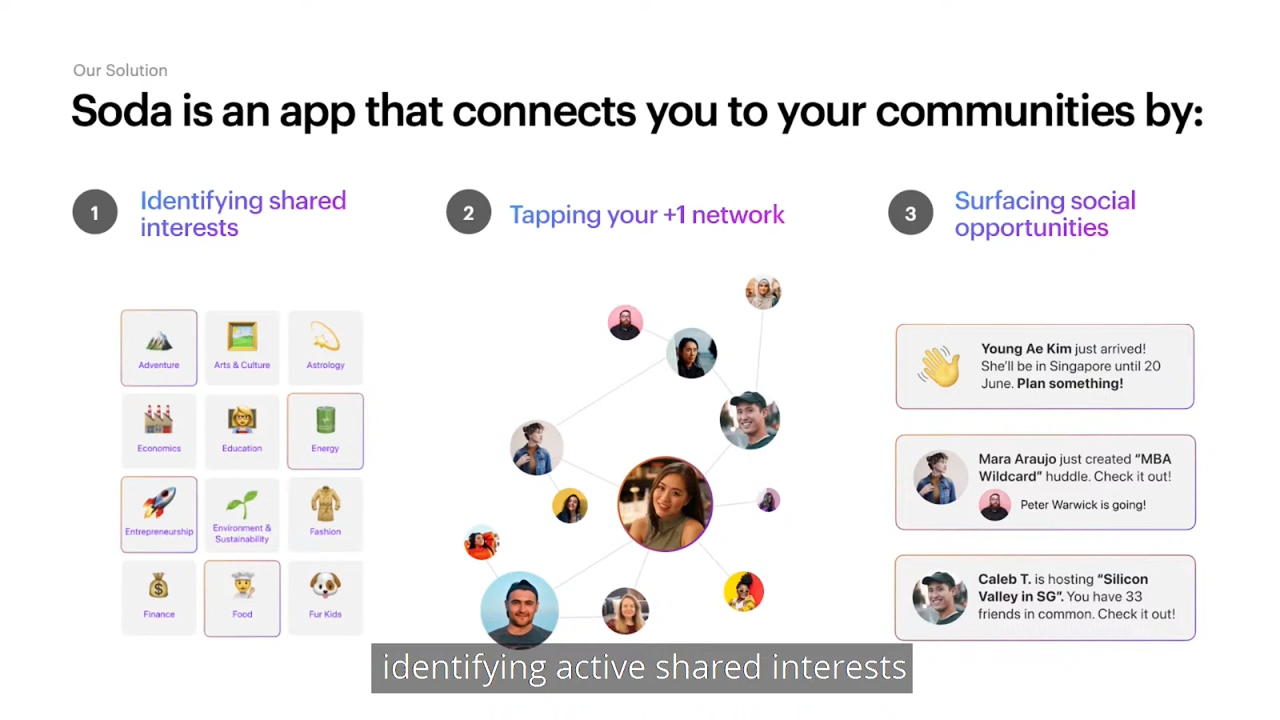 Our Solution
Soda is an app that connects you to your communities by:
1
Identifying shared
interests
2
Tapping your +1 network
3
Surfacing social
opportunities
Adventure
Arts & Culture
Astrology
Economics
Education
Energy
Entrepreneurship
Environment &
Sustainability
Fashion
Finance
Food
Fur Kids
Young Ae Kim just arrived!
She'll be in Singapore until 20
June. Plan something!
Mara Araujo just created "MBA
Wildcard" huddle. Check it out!
Peter Warwick is going!
Caleb T. is hosting "Silicon
Valley in SG". You have 33
friends in common. Check it out!
identifying active shared interests